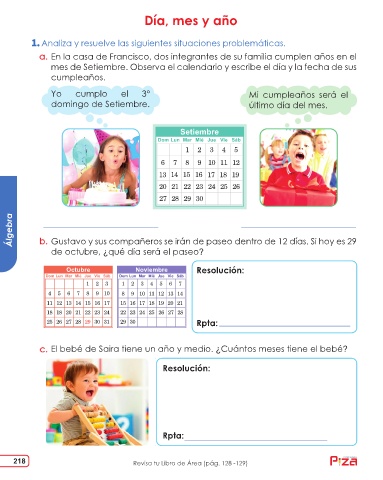 Día, mes y año
1. Analiza y resuelve las siguientes situaciones problemáticas.
a. En la casa de Francisco, dos integrantes de su familia cumplen años en el
mes de Setiembre. Observa el calendario y escribe el día y la fecha de sus
cumpleaños.
Yo cumplo el 3°
domingo de Setiembre.
Mi cumpleaños será el
último día del mes.
Setiembre
Dom Lun Mar Mié Jue Vie Sáb
1 2 3 4 5
6 7 8 9 10 11 12
13 14 15 16 17 18 19
20 21 22 23 24 25 26
27 28 29 30
Álgebra
b. Gustavo y sus compañeros se irán de paseo dentro de 12 días. Si hoy es 29
de octubre, ¿qué día será el paseo?
Octubre
Dom Lun Mar Mié Jue Vie Sáb
1 2 3
4 5 6 7 8 9 10
11 12 13 14 15 16 17
18 19 20 21 22 23 24
25 26 27 28 29 30 31
Noviembre
Dom Lun Mar Mié Jue Vie Sáb
1 2 3 4 5 6 7
8 9 10 11 12 13 14
15 16 17 18 19 20 21
22 23 24 25 26 27 28
29 30
Resolución:
Rpta:
c. El bebé de Saira tiene un año y medio. ¿Cuántos meses tiene el bebé?
Resolución:
Rpta:
218
Revisa tu Libro de Área (pág. 128 -129)
Piza